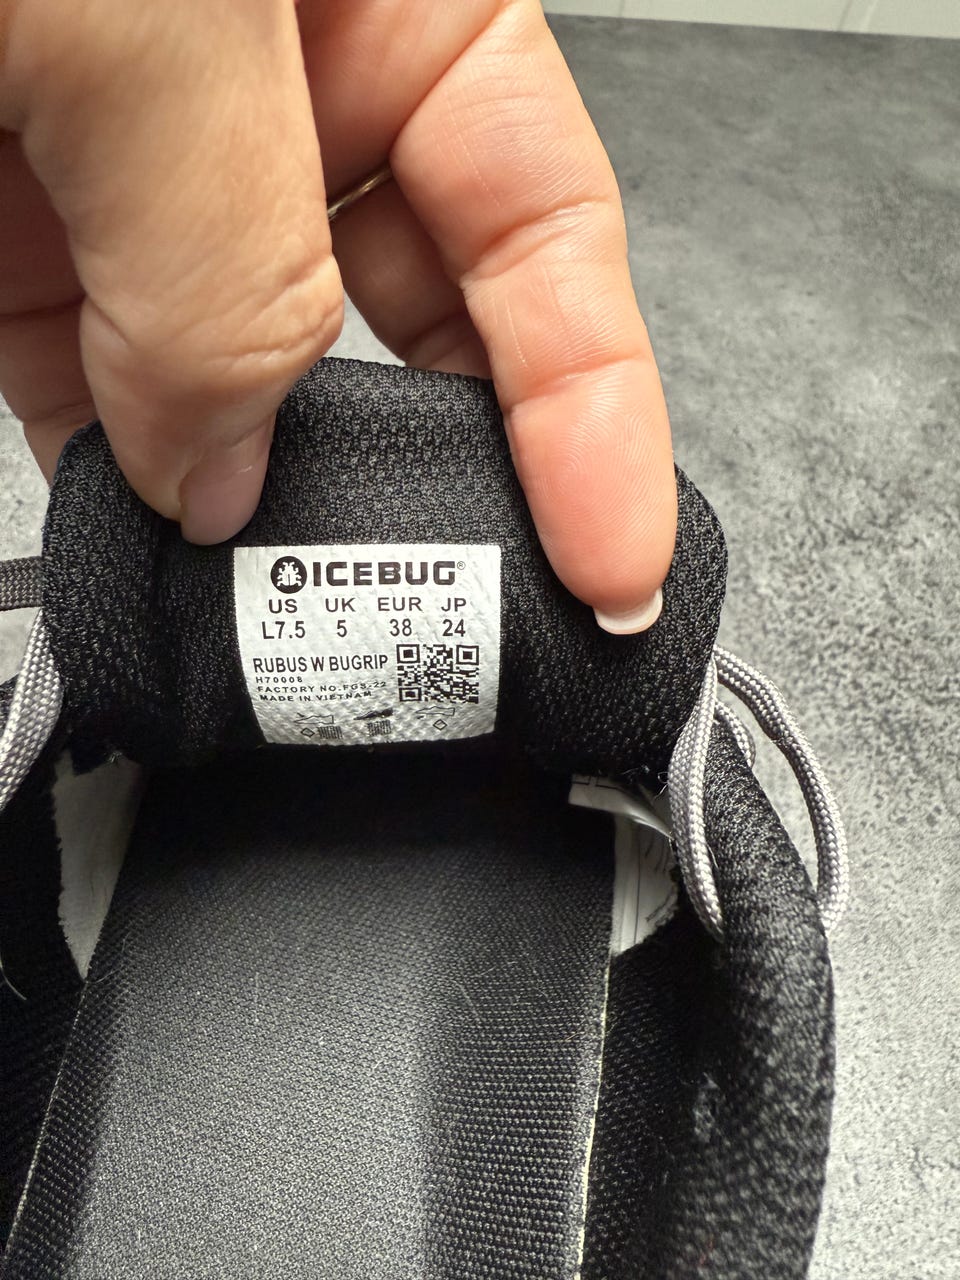 ICEBUG®
US UK EUR JP
L7.5 5 38 24
RUBUS W BUGRIP
H70008
FACTORY NO.FGS-22
MADE IN VIETNAM